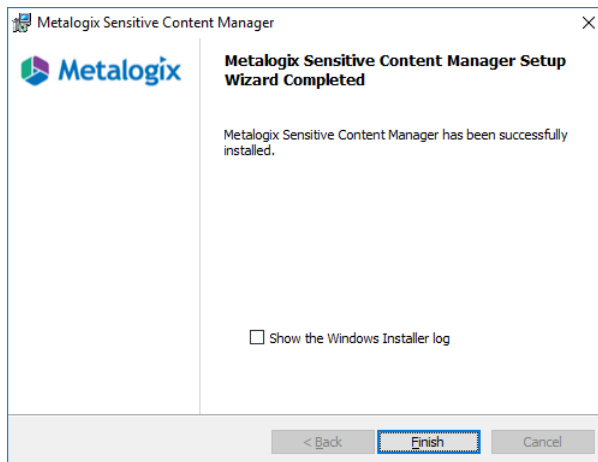 Metalogix Sensitive Content Manager
Metalogix
Metalogix Sensitive Content Manager Setup
Wizard Completed
Metalogix Sensitive Content Manager has been successfully
installed.
Show the Windows Installer log
< Back
Finish
Cancel